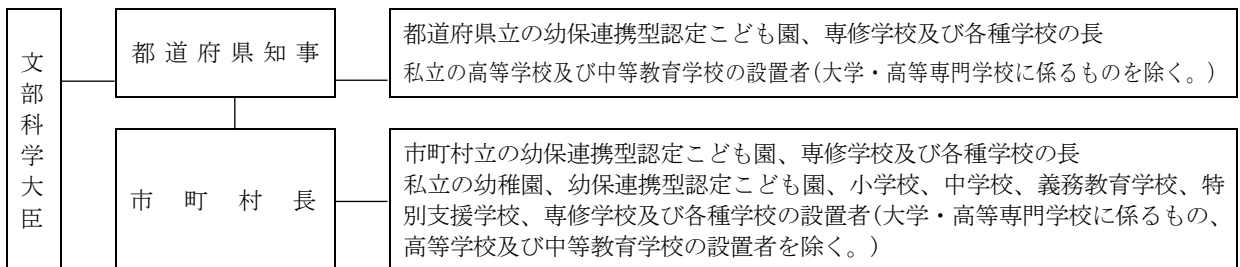 文部科学大臣
都道府県知事
都道府県立の幼保連携型認定こども園、専修学校及び各種学校の長
私立の高等学校及び中等教育学校の設置者(大学・高等専門学校に係るものを除く。)
市町村長
市町村立の幼保連携型認定こども園、専修学校及び各種学校の長
私立の幼稚園、幼保連携型認定こども園、小学校、中学校、義務教育学校、特
別支援学校、専修学校及び各種学校の設置者(大学・高等専門学校に係るもの、
高等学校及び中等教育学校の設置者を除く。)